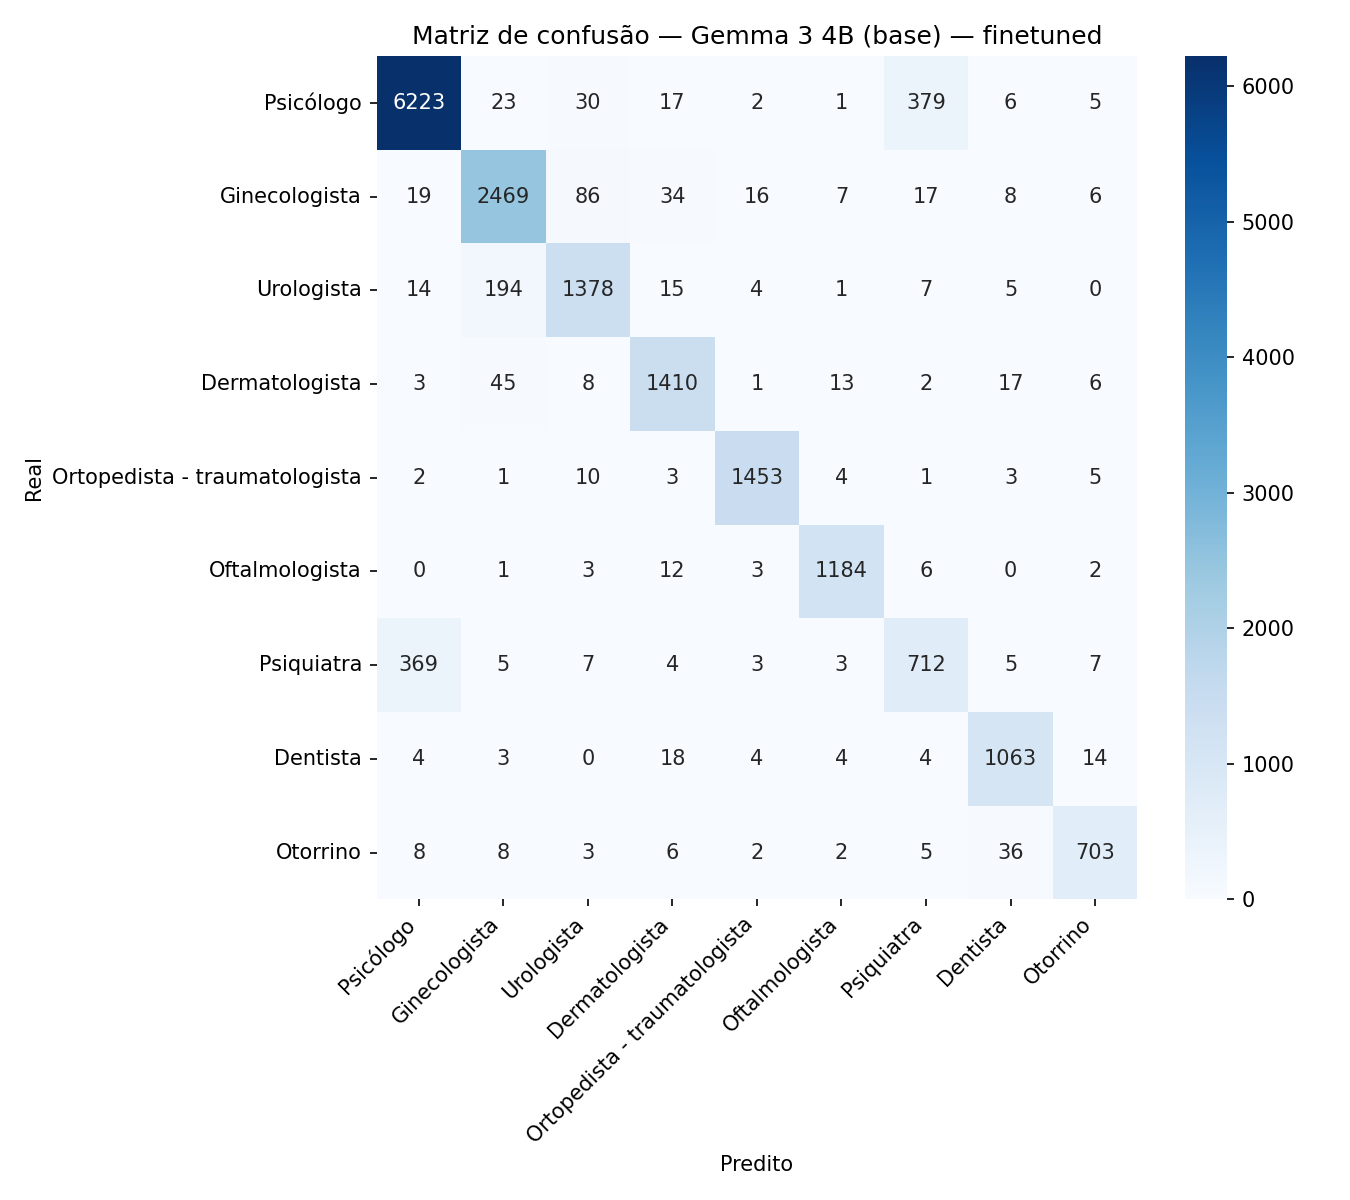 Matriz de confusão — Gemma 3 4B (base) — finetuned
Psicólogo 6223 23 30 17 2 1 379 6 5
Ginecologista 19 2469 86 34 16 7 17 8 6
Urologista 14 194 1378 15 4 1 7 5 0
Dermatologista 3 45 8 1410 1 13 2 17 6
Ortopedista - traumatologista 2 1 10 3 1453 4 1 3 5
Oftalmologista 0 1 3 12 3 1184 6 0 2
Psiquiatra 369 5 7 4 3 3 712 5 7
Dentista 4 3 0 18 4 4 4 1063 14
Otorrino 8 8 3 6 2 2 5 36 703
Real
Psicólogo
Ginecologista
Urologista
Dermatologista
Ortopedista - traumatologista
Oftalmologista
Psiquiatra
Dentista
Otorrino
Predito
6000
5000
4000
3000
2000
1000
0